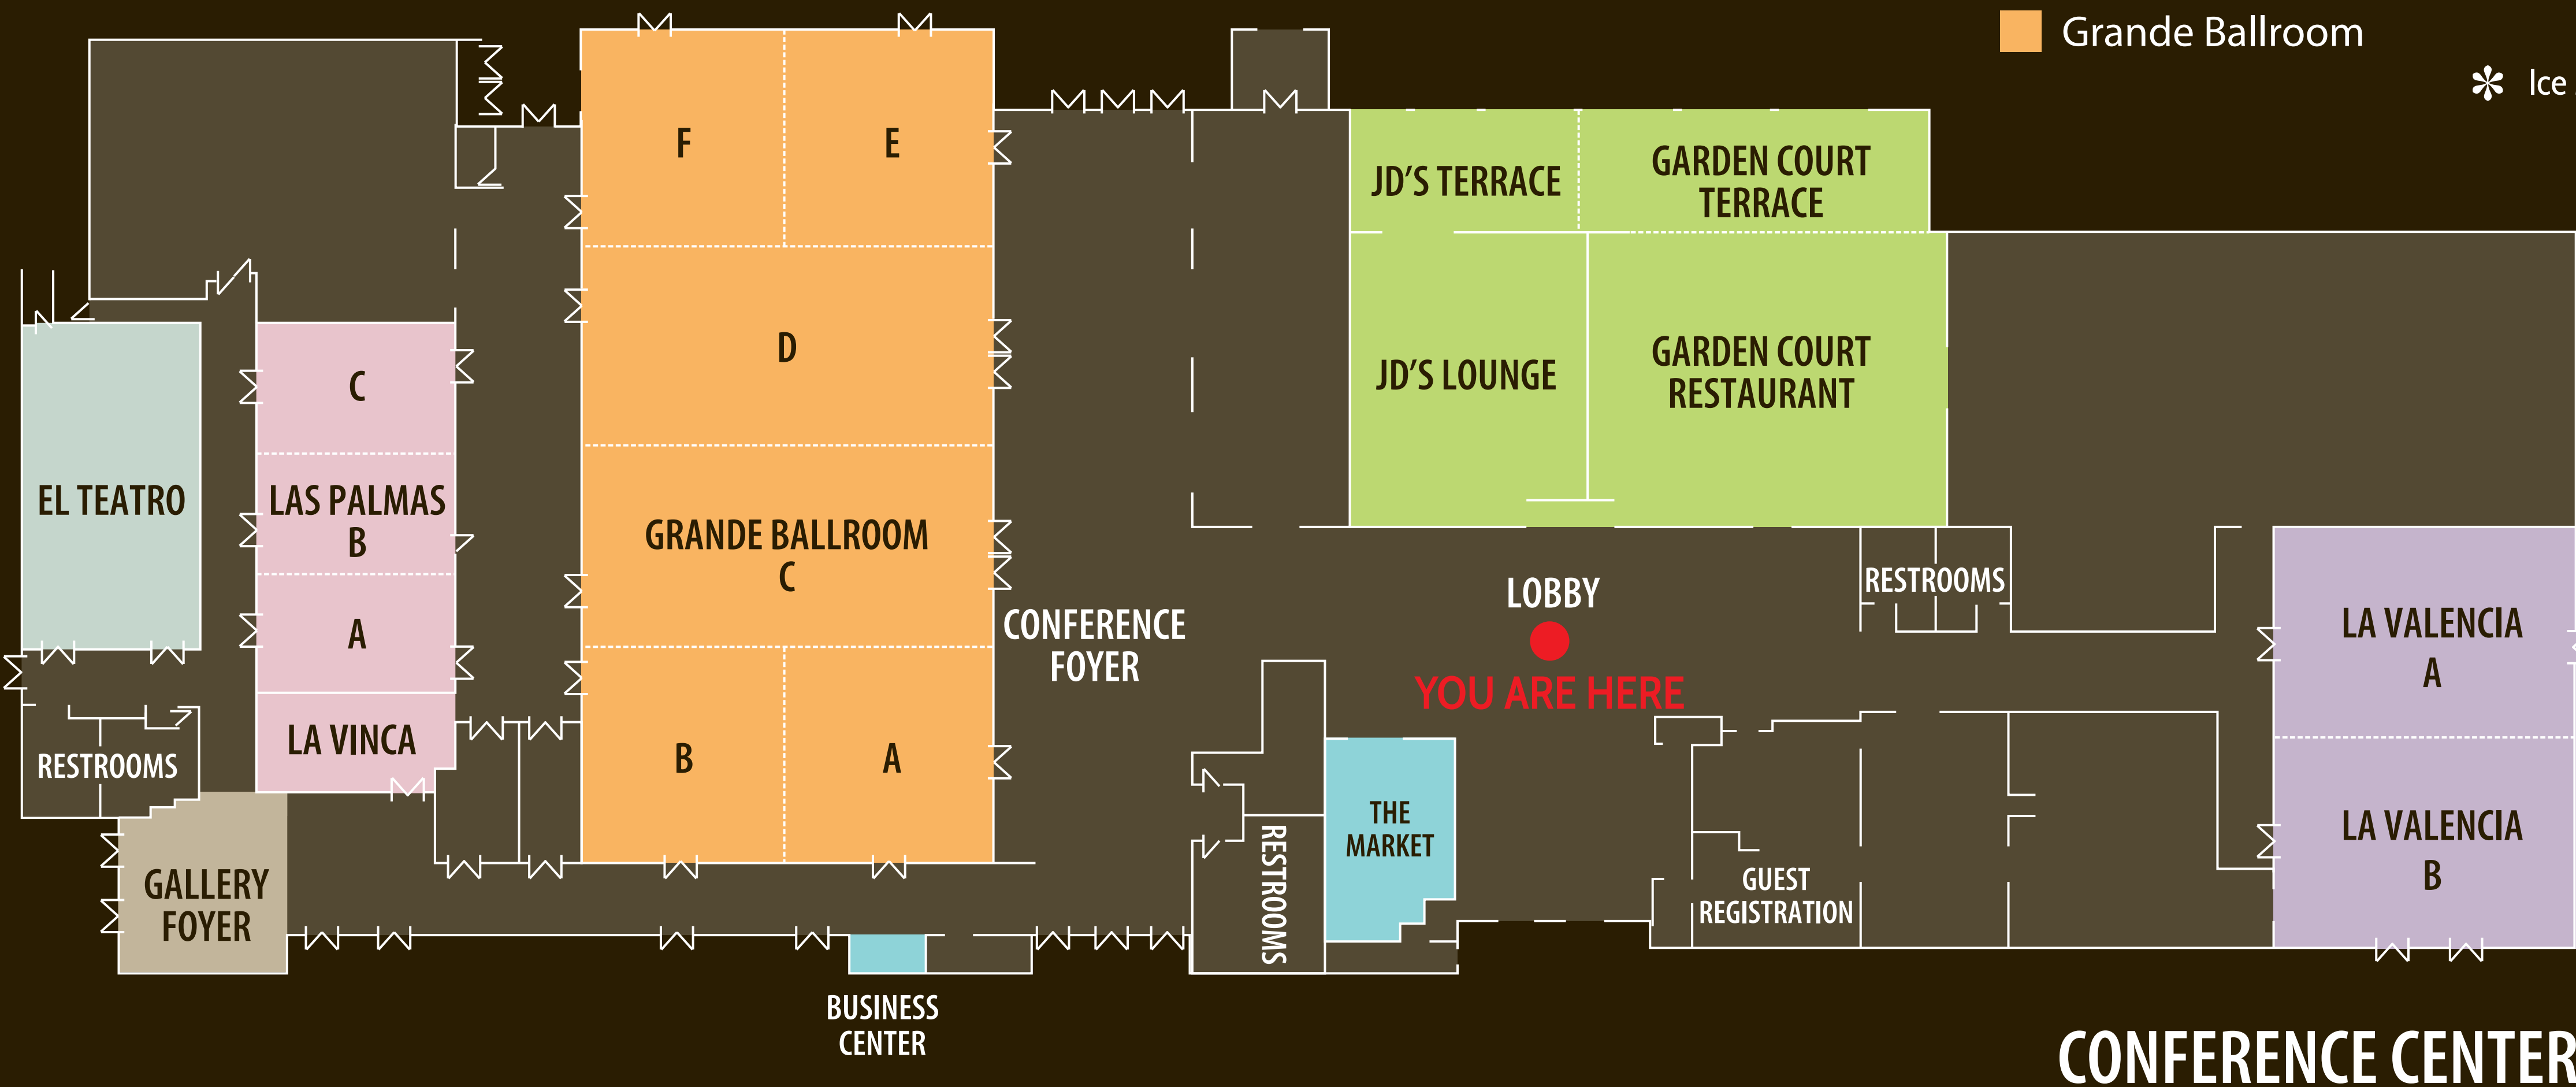 Grande Ballroom
Ice
F
E
JD'S TERRACE
GARDEN COURT
TERRACE
C
D
JD'S LOUNGE
GARDEN COURT
RESTAURANT
EL TEATRO
LAS PALMAS
B
GRANDE BALLROOM
C
A
CONFERENCE
FOYER
LOBBY
YOU ARE HERE
RESTROOMS
LA VALENCIA
A
LA VINCA
RESTROOMS
B
A
THE
MARKET
RESTROOMS
GUEST
REGISTRATION
LA VALENCIA
B
GALLERY
FOYER
BUSINESS
CENTER
CONFERENCE CENTER